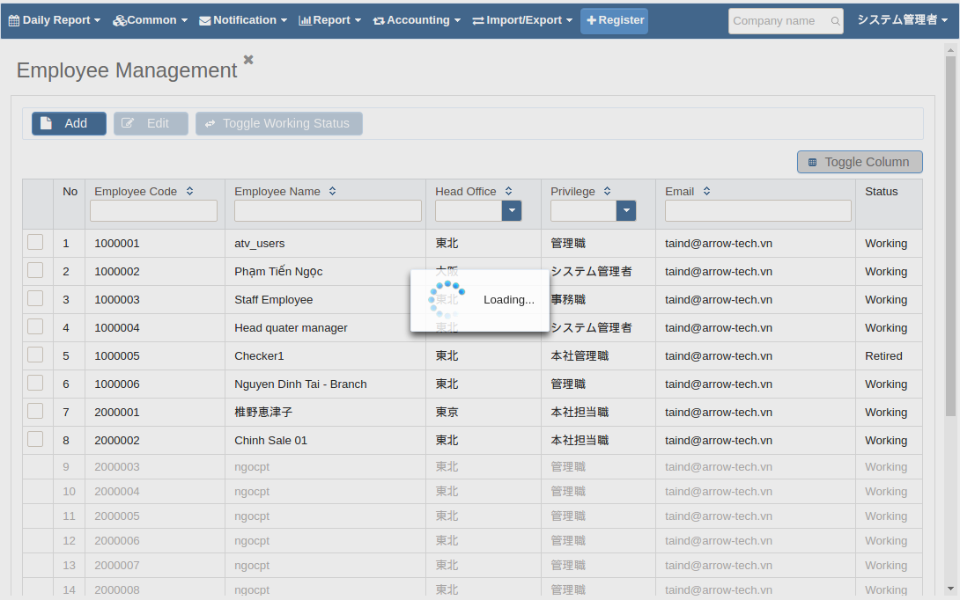 Daily Report Common Notification Report Accounting Import/Export Register Company name システム管理者
Employee Management
Add Edit Toggle Working Status
Toggle Column
No Employee Code Employee Name Head Office Privilege Email Status
1 1000001 atv_users 東北 管理職 taind@arrow-tech.vn Working
2 1000002 Phạm Tiến Ngọc 大阪 システム管理者 taind@arrow-tech.vn Working
3 1000003 Staff Employee 東北 事務職 taind@arrow-tech.vn Working
Loading...
4 1000004 Head quater manager 東北 システム管理者 taind@arrow-tech.vn Working
5 1000005 Checker1 東北 本社管理職 taind@arrow-tech.vn Retired
6 1000006 Nguyen Dinh Tai - Branch 東北 管理職 taind@arrow-tech.vn Working
7 2000001 椎野恵津子 東京 本社担当職 taind@arrow-tech.vn Working
8 2000002 Chinh Sale 01 東北 本社担当職 taind@arrow-tech.vn Working
9 2000003 ngocpt 東北 管理職 taind@arrow-tech.vn Working
10 2000004 ngocpt 東北 管理職 taind@arrow-tech.vn Working
11 2000005 ngocpt 東北 管理職 taind@arrow-tech.vn Working
12 2000006 ngocpt 東北 管理職 taind@arrow-tech.vn Working
13 2000007 ngocpt 東北 管理職 taind@arrow-tech.vn Working
14 2000008 ngocpt 東北 管理職 taind@arrow-tech.vn Working